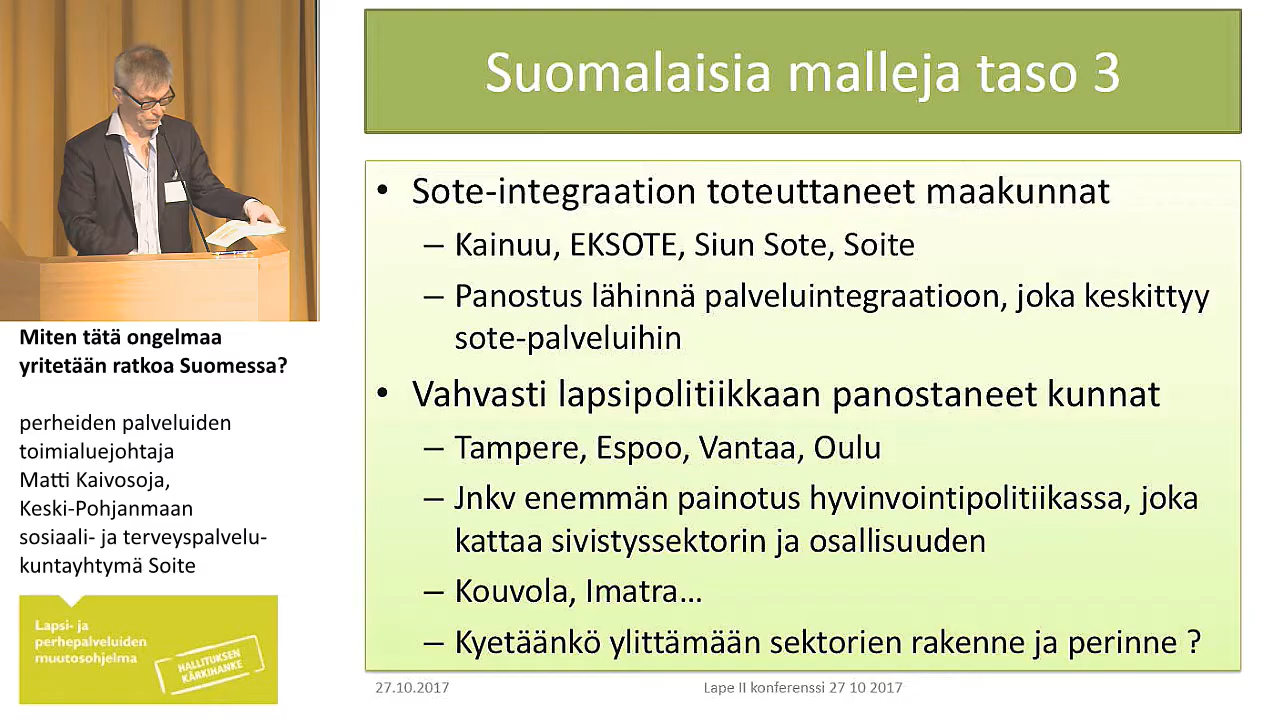 Suomalaisia malleja taso 3
• Sote-integraation toteuttaneet maakunnat
– Kainuu, EKSOTE, Siun Sote, Soite
– Panostus lähinnä palveluintegraatioon, joka keskittyy
sote-palveluihin
• Vahvasti lapsipolitiikkaan panostaneet kunnat
– Tampere, Espoo, Vantaa, Oulu
– Jnkv enemmän painotus hyvinvointipolitiikassa, joka
kattaa sivistyssektorin ja osallisuuden
– Kouvola, Imatra…
– Kyetäänkö ylittämään sektorien rakenne ja perinne ?
27.10.2017
Lape II konferenssi 27 10 2017
Miten tätä ongelmaa
yritetään ratkoa Suomessa?
perheiden palveluiden
toimialuejohtaja
Matti Kaivosoja,
Keski-Pohjanmaan
sosiaali- ja terveyspalvelu-
kuntayhtymä Soite
Lapsi- ja
perhepalveluiden
muutosohjelma
HALLITUKSEN
KÄRKIHANKE